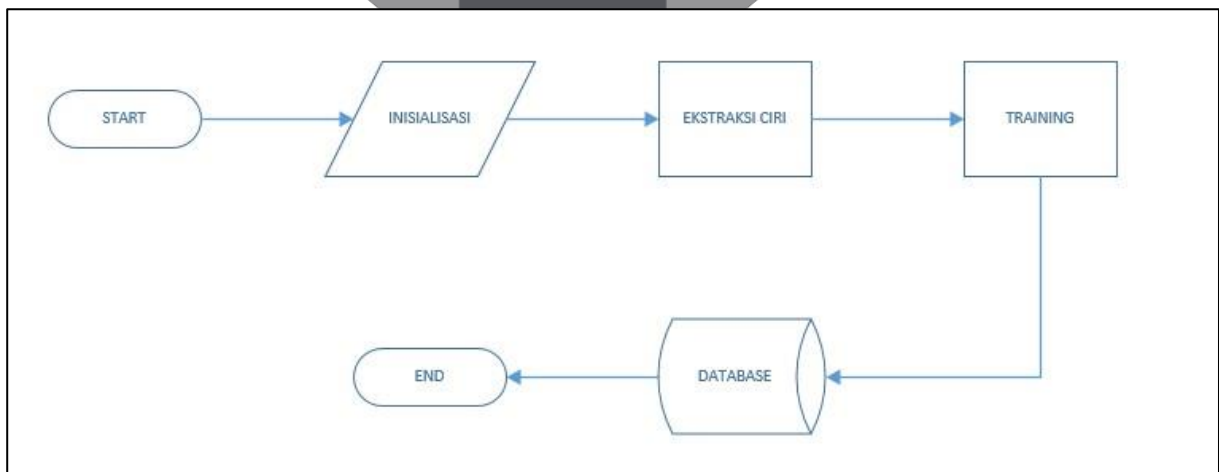 START
INISIALISASI
EKSTRAKSI CIRI
TRAINING
DATABASE
END